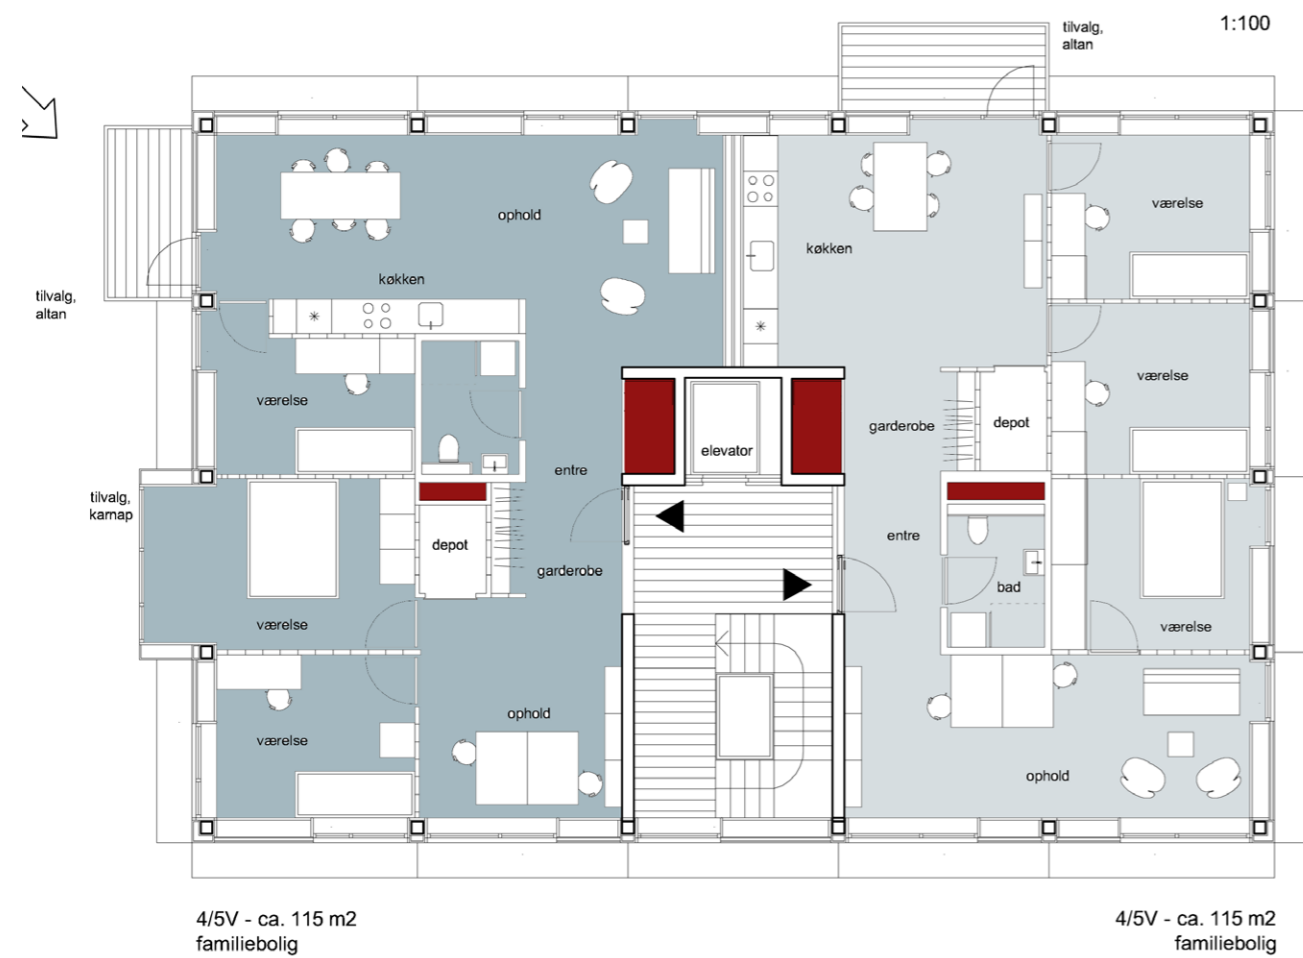 1:100
tilvalg,
altan
værelse
ophold
køkken
køkken
tilvalg,
altan
værelse
værelse
garderobe
depot
elevator
entre
tilvalg,
karnap
entre
depot
garderobe
bad
værelse
værelse
ophold
værelse
ophold
4/5V - ca. 115 m2
familiebolig
4/5V - ca. 115 m2
familiebolig